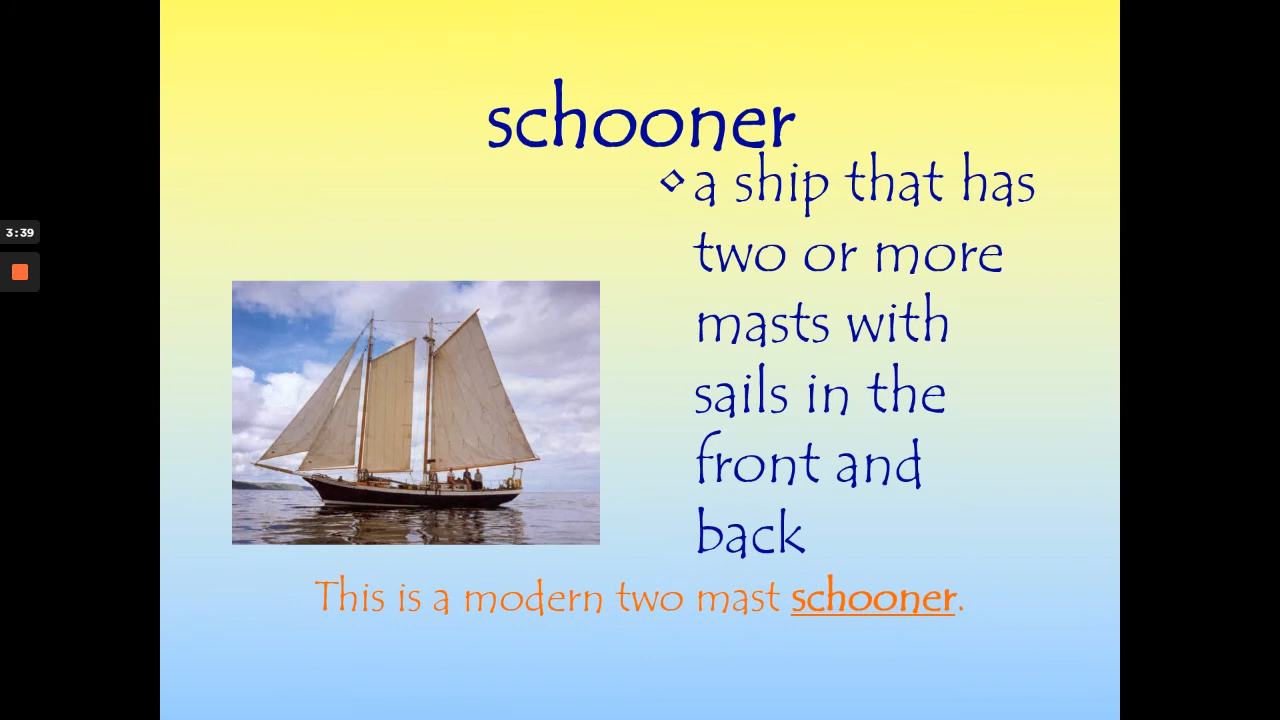 schooner
a ship that has
two or more
masts with
sails in the
front and
back
This is a modern two mast schooner.
3:39